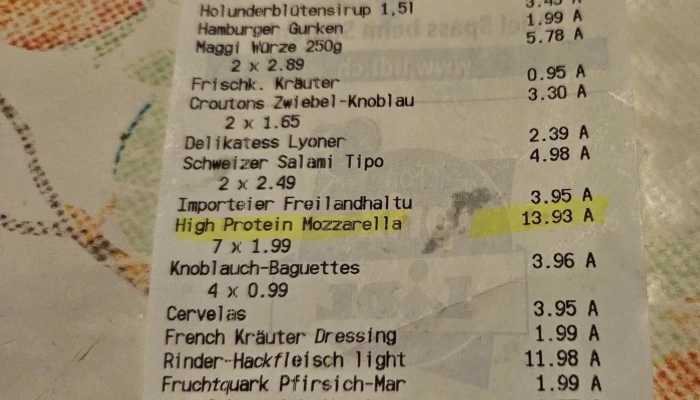 Holunderblütensirup 1,5l 3.45 A
Hamburger Gurken 1.99 A
Maggi Würze 250g 5.78 A
2 x 2.89
Frischk. Kräuter 0.95 A
Croutons Zwiebel-Knoblau 3.30 A
2 x 1.65
Delikatess Lyoner 2.39 A
Schweizer Salami Tipo 4.98 A
2 x 2.49
Importeier Freilandhaltu 3.95 A
High Protein Mozzarella 13.93 A
7 x 1.99
Knoblauch-Baguettes 3.96 A
4 x 0.99
Cervelas 3.95 A
French Kräuter Dressing 1.99 A
Rinder-Hackfleisch light 11.98 A
Fruchtquark Pfirsich-Mar 1.99 A